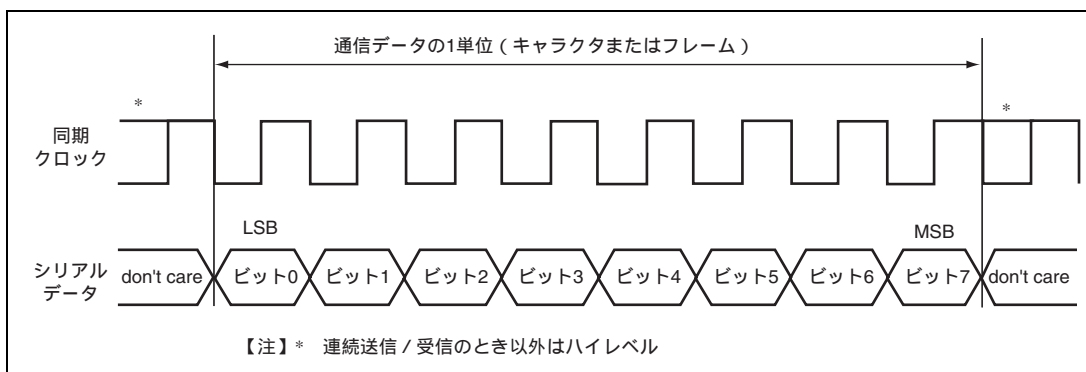 通信データの1単位（キャラクタまたはフレーム）
* *
同期
クロック
LSB MSB
シリアル
データ
don't care ビット0 ビット1 ビット2 ビット3 ビット4 ビット5 ビット6 ビット7 don't care
【注】* 連続送信 / 受信のとき以外はハイレベル